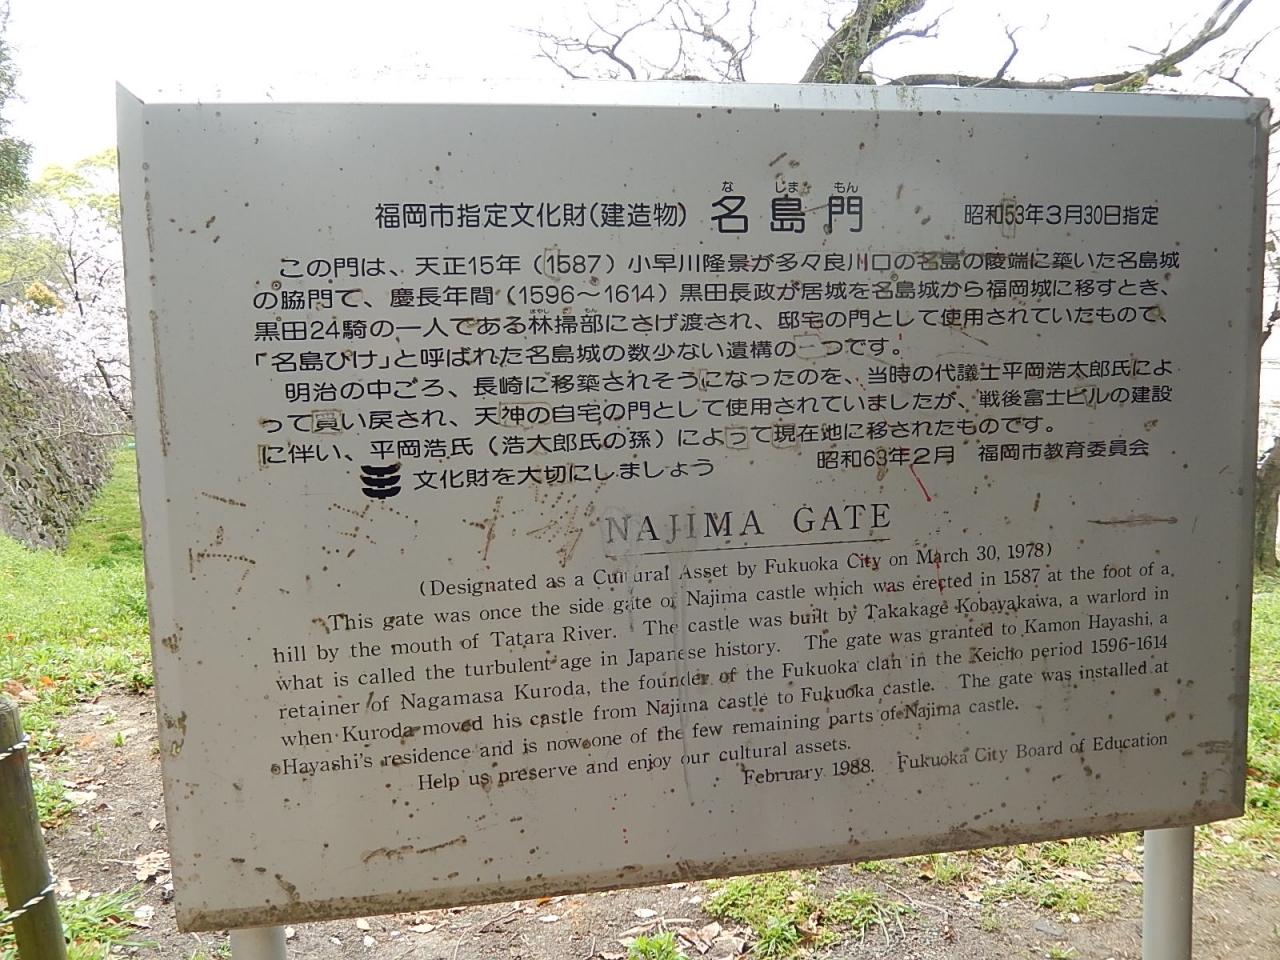 福岡市指定文化財(建造物) 名島門 昭和53年3月30日指定
な じま もん
この門は、天正15年(1587)小早川隆景が多々良川口の名島の陵端に築いた名島城
の脇門で、慶長年間(1596〜1614)黒田長政が居城を名島城から福岡城に移すとき、
黒田24騎の一人である林掃部にさげ渡され、邸宅の門として使用されていたもので、
「名島ひけ」と呼ばれた名島城の数少ない遺構の一つです。
明治の中ごろ、長崎に移築されそうになったのを、当時の代議士平岡浩太郎氏によ
って買い戻され、天神の自宅の門として使用されていましたが、戦後富士ビルの建設
に伴い、平岡浩氏(浩太郎氏の孫)によって現在地に移されたものです。
文化財を大切にしましょう 昭和63年2月 福岡市教育委員会
NAJIMA GATE
(Designated as a Cultural Asset by Fukuoka City on March 30, 1978)
This gate was once the side gate of Najima castle which was erected in 1587 at the foot of a
hill by the mouth of Tatara River. The castle was built by Takakage Kobayakawa, a warlord in
what is called the turbulent age in Japanese history. The gate was granted to Kamon Hayashi, a
retainer of Nagamasa Kuroda, the founder of the Fukuoka clan in the Keicho period 1596-1614
when Kuroda moved his castle from Najima castle to Fukuoka castle. The gate was installed at
Hayashi's residence and is now one of the few remaining parts of Najima castle.
Help us preserve and enjoy our cultural assets.
February 1988. Fukuoka City Board of Education